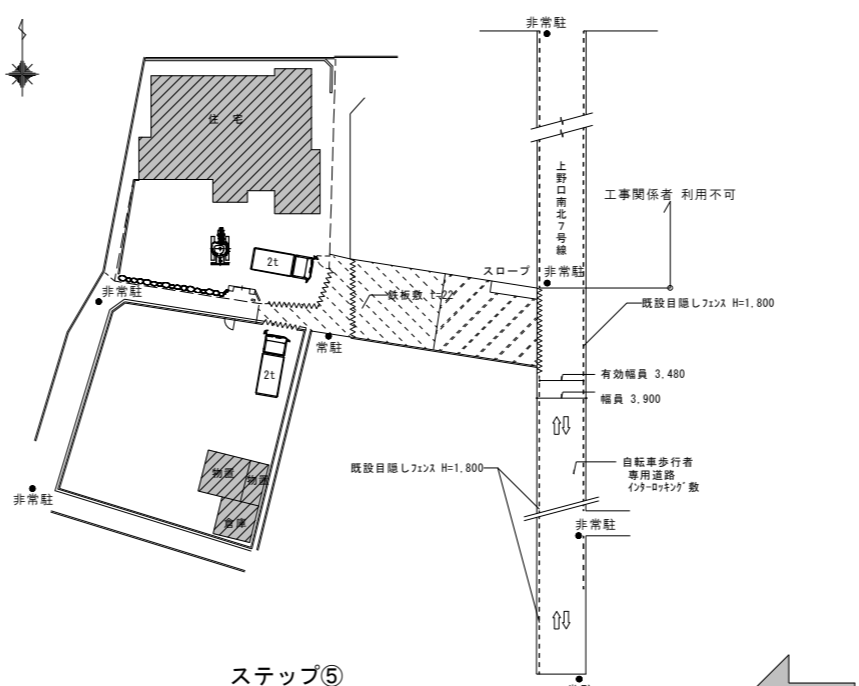 非常駐
住 宅
上野口南北7号線
工事関係者 利用不可
2t
スロープ
非常駐
非常駐
鉄板敷 t=22
既設目隠しフェンス H=1,800
常駐
2t
有効幅員 3,480
幅員 3,900
自転車歩行者
専用道路
インターロッキング敷
既設目隠しフェンス H=1,800
物置
物置
非常駐
倉庫
非常駐
ステップ⑤